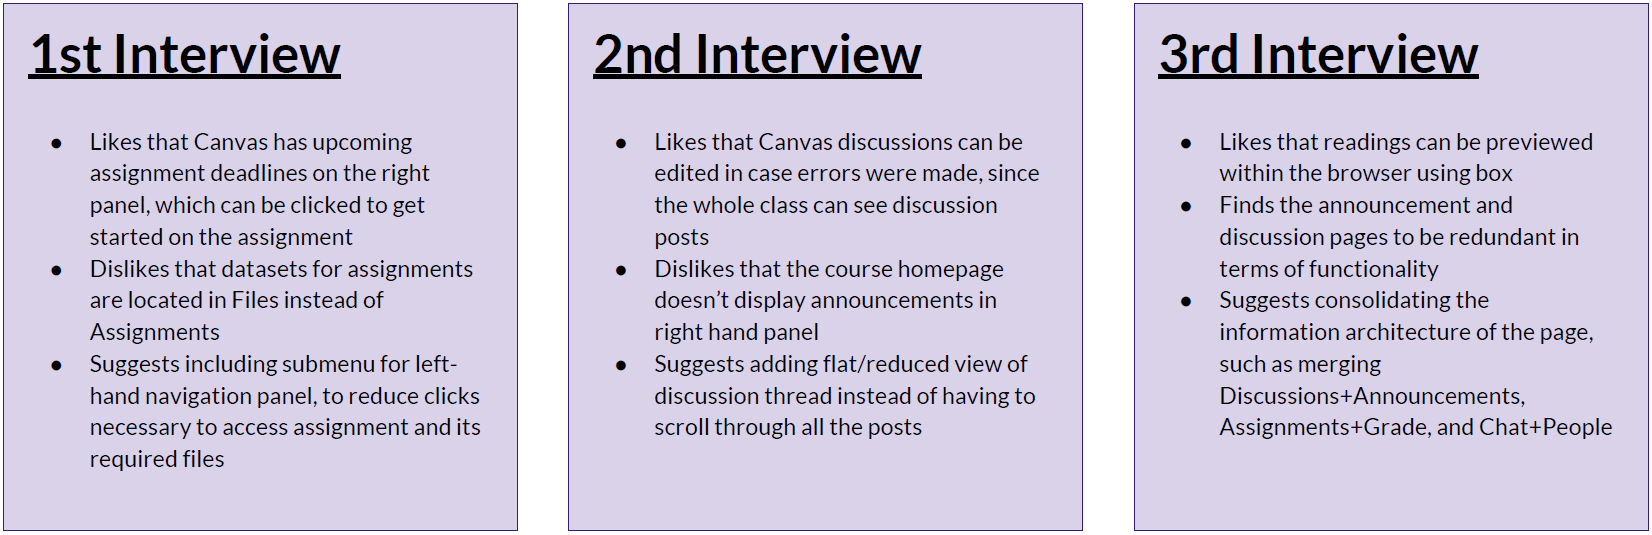 1st Interview
● Likes that Canvas has upcoming
assignment deadlines on the right
panel, which can be clicked to get
started on the assignment
● Dislikes that datasets for assignments
are located in Files instead of
Assignments
● Suggests including submenu for left-
hand navigation panel, to reduce clicks
necessary to access assignment and its
required files
2nd Interview
● Likes that Canvas discussions can be
edited in case errors were made, since
the whole class can see discussion
posts
● Dislikes that the course homepage
doesn’t display announcements in
right hand panel
● Suggests adding flat/reduced view of
discussion thread instead of having to
scroll through all the posts
3rd Interview
● Likes that readings can be previewed
within the browser using box
● Finds the announcement and
discussion pages to be redundant in
terms of functionality
● Suggests consolidating the
information architecture of the page,
such as merging
Discussions+Announcements,
Assignments+Grade, and Chat+People